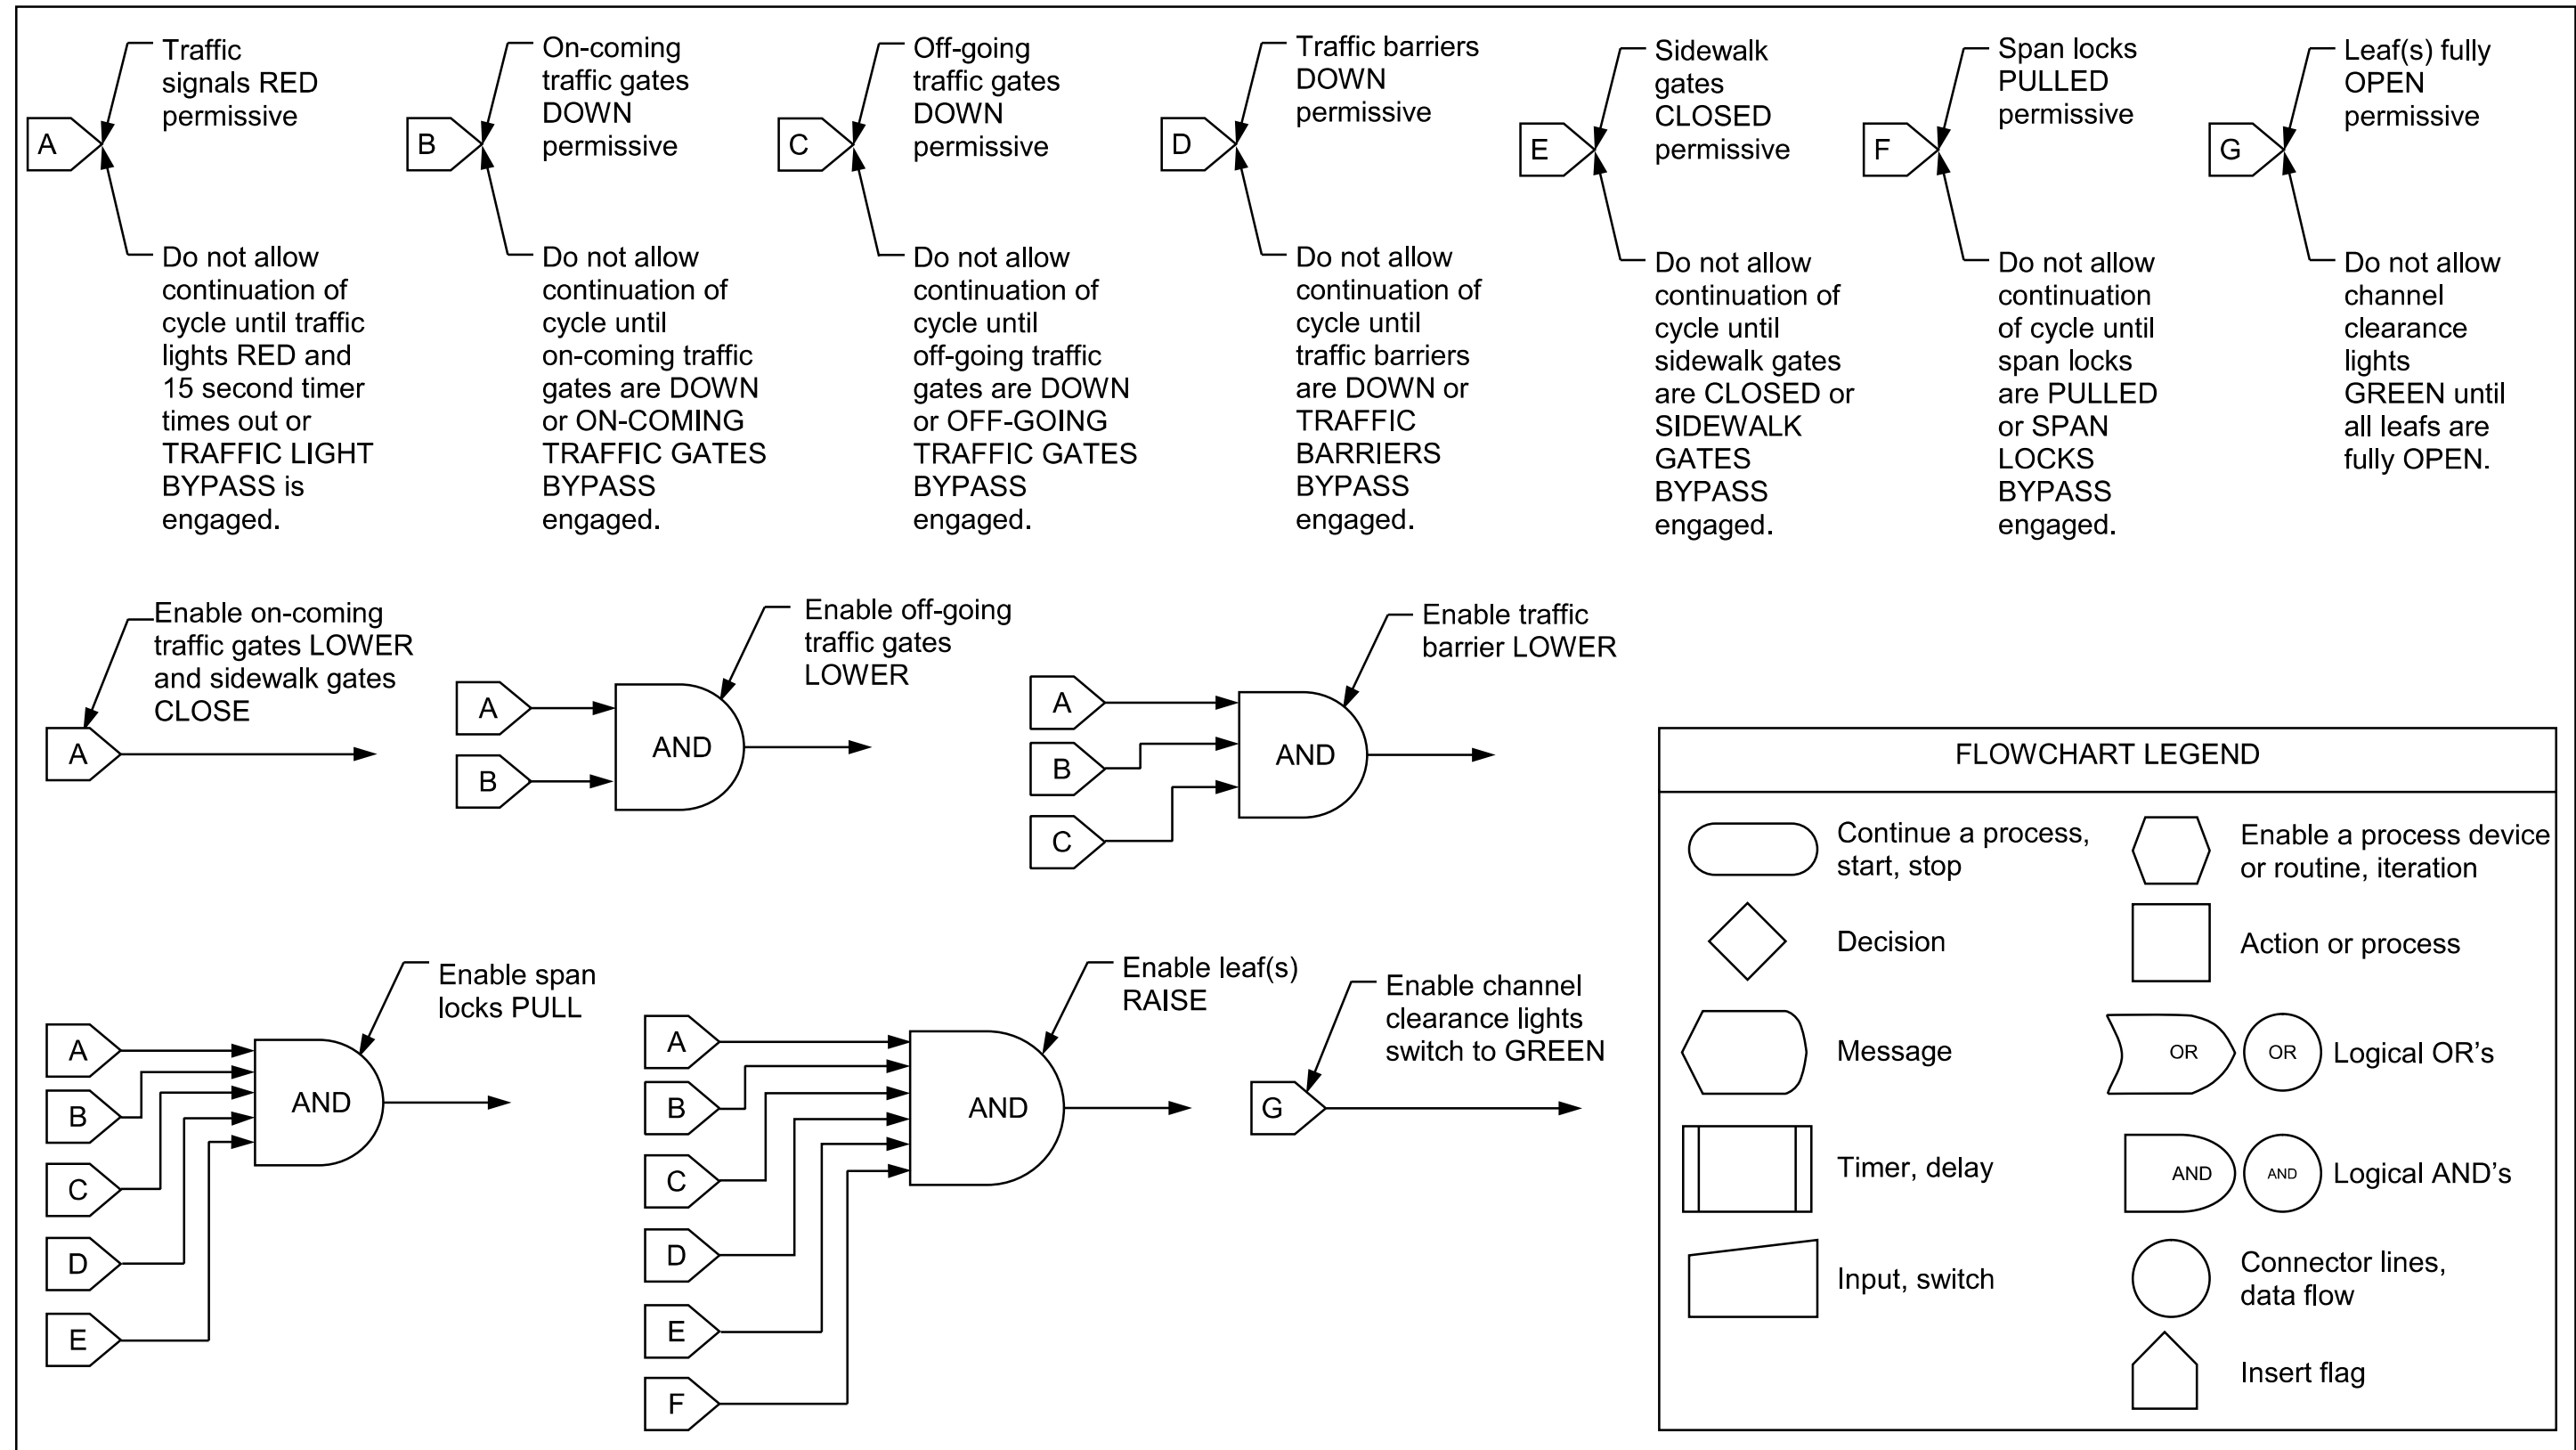 A
Traffic
signals RED
permissive
Do not allow
continuation of
cycle until traffic
lights RED and
15 second timer
times out or
TRAFFIC LIGHT
BYPASS is
engaged.
B
On-coming
traffic gates
DOWN
permissive
Do not allow
continuation of
cycle until
on-coming traffic
gates are DOWN
or ON-COMING
TRAFFIC GATES
BYPASS
engaged.
C
Off-going
traffic gates
DOWN
permissive
Do not allow
continuation of
cycle until
off-going traffic
gates are DOWN
or OFF-GOING
TRAFFIC GATES
BYPASS
engaged.
D
Traffic barriers
DOWN
permissive
Do not allow
continuation of
cycle until
traffic barriers
are DOWN or
TRAFFIC
BARRIERS
BYPASS
engaged.
E
Sidewalk
gates
CLOSED
permissive
Do not allow
continuation of
cycle until
sidewalk gates
are CLOSED or
SIDEWALK
GATES
BYPASS
engaged.
F
Span locks
PULLED
permissive
Do not allow
continuation
of cycle until
span locks
are PULLED
or SPAN
LOCKS
BYPASS
engaged.
G
Leaf(s) fully
OPEN
permissive
Do not allow
channel
clearance
lights
GREEN until
all leafs are
fully OPEN.
Enable on-coming
traffic gates LOWER
and sidewalk gates
CLOSE
A
Enable off-going
traffic gates
LOWER
A
B
AND
Enable traffic
barrier LOWER
A
B
C
AND
Enable span
locks PULL
A
B
C
D
E
AND
Enable leaf(s)
RAISE
A
B
C
D
E
F
AND
Enable channel
clearance lights
switch to GREEN
G
FLOWCHART LEGEND
Continue a process,
start, stop
Enable a process device
or routine, iteration
Decision
Action or process
Message
OR
OR
Logical OR's
Timer, delay
AND
AND
Logical AND's
Input, switch
Connector lines,
data flow
Insert flag